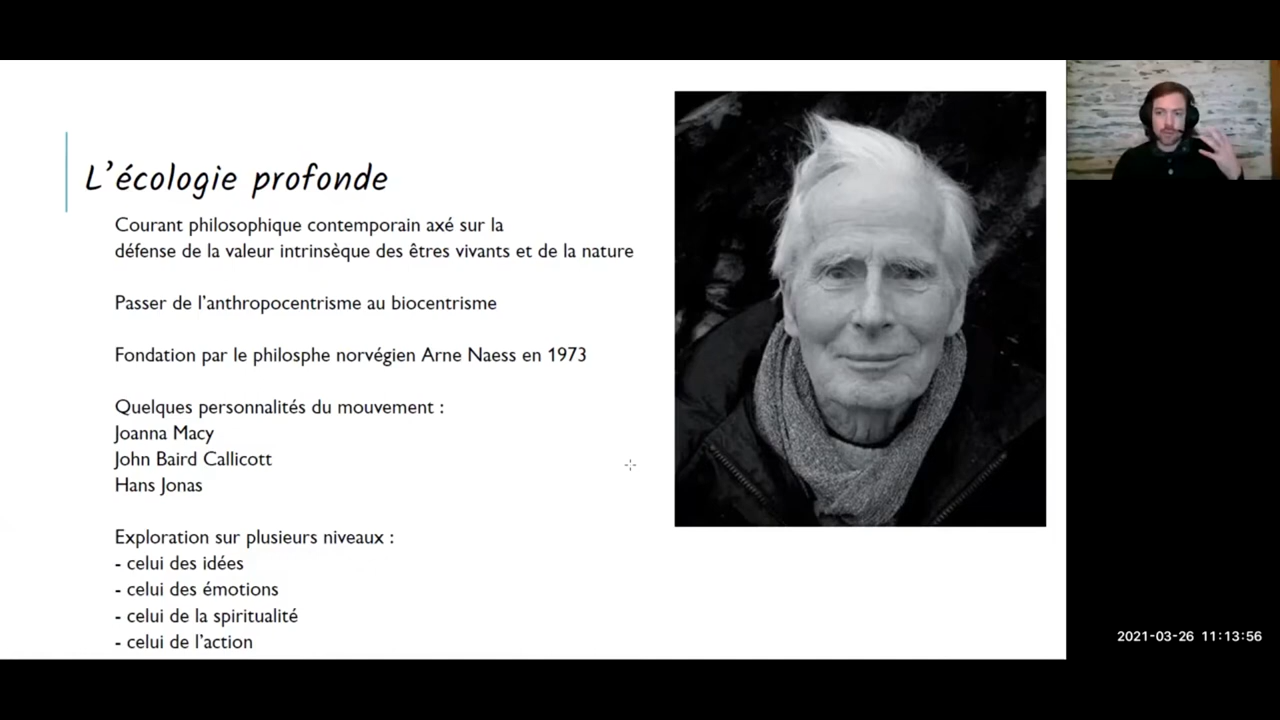 L'écologie profonde
Courant philosophique contemporain axé sur la
défense de la valeur intrinsèque des êtres vivants et de la nature
Passer de l'anthropocentrisme au biocentrisme
Fondation par le philosphe norvégien Arne Naess en 1973
Quelques personnalités du mouvement :
Joanna Macy
John Baird Callicott
Hans Jonas
Exploration sur plusieurs niveaux :
- celui des idées
- celui des émotions
- celui de la spiritualité
- celui de l'action
2021-03-26 11:13:56